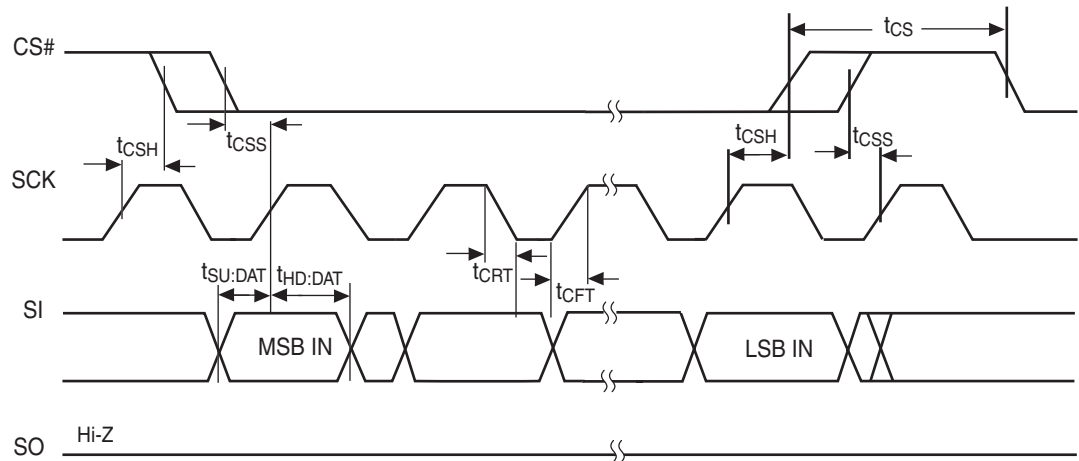 tCS
CS#
tCSH
tCSS
tCSH
tCSS
SCK
tSU:DAT
tHD:DAT
tCRT
tCFT
SI
MSB IN
LSB IN
Hi-Z
SO